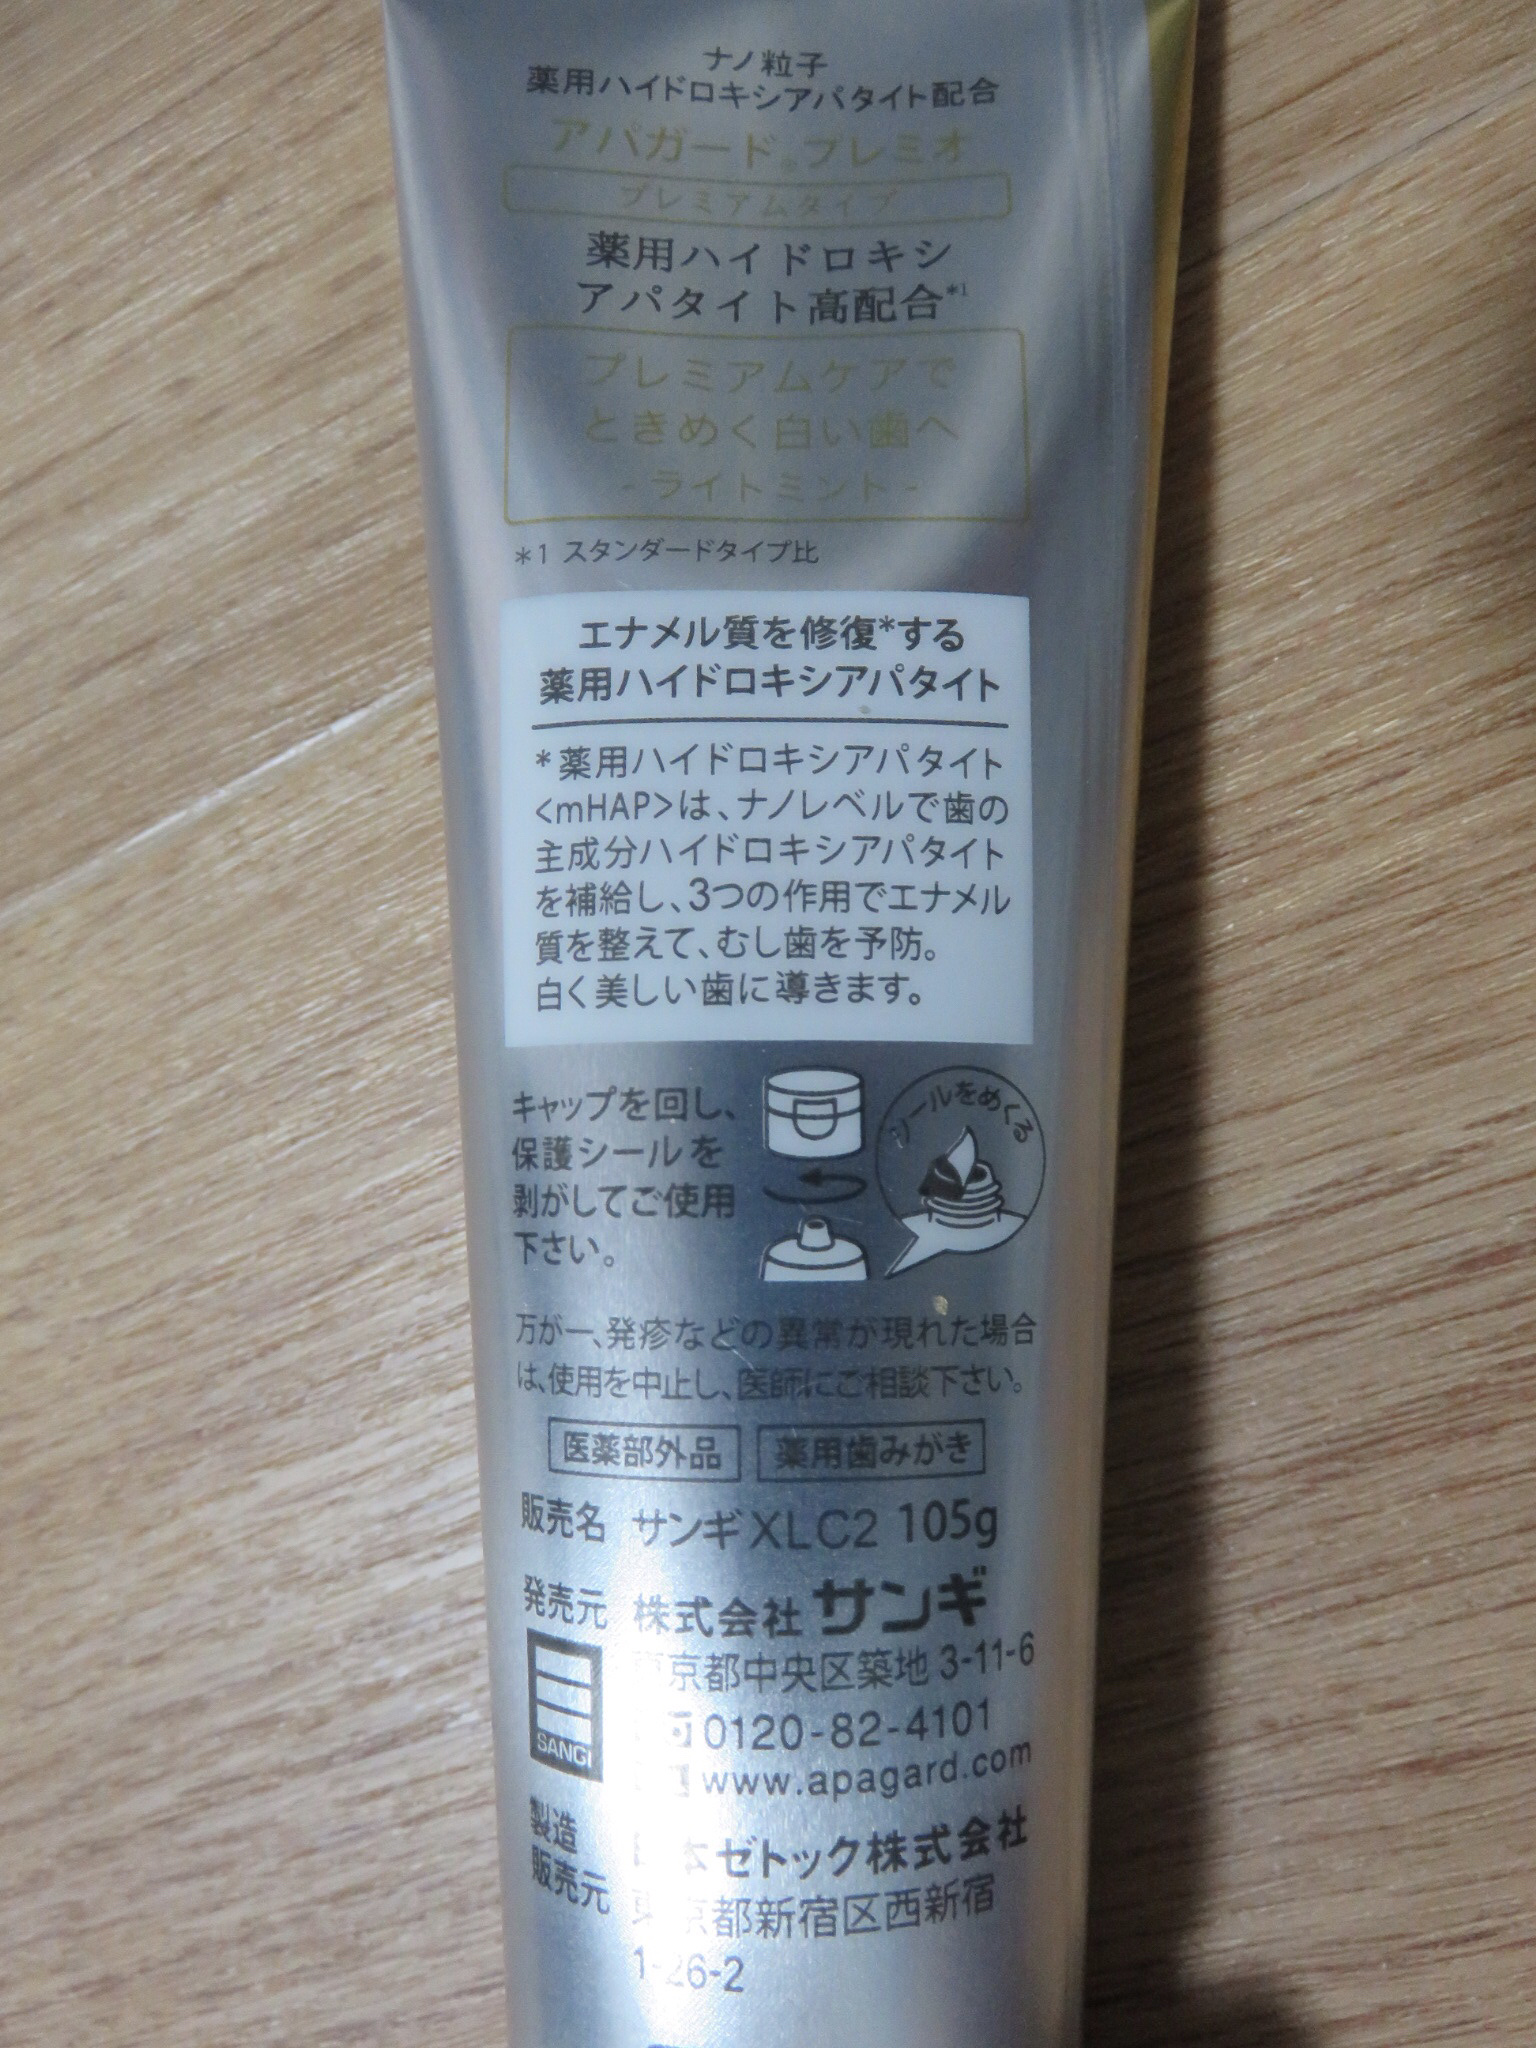 ナノ粒子
薬用ハイドロキシアパタイト配合
アパガード®プレミオ
プレミアムタイプ
薬用ハイドロキシ
アパタイト高配合*1
プレミアムケアで
ときめく白い歯へ
-ライトミント-
*1 スタンダードタイプ比
エナメル質を修復*する
薬用ハイドロキシアパタイト
*薬用ハイドロキシアパタイト
<mHAP>は、ナノレベルで歯の
主成分ハイドロキシアパタイト
を補給し、3つの作用でエナメル
質を整えて、むし歯を予防。
白く美しい歯に導きます。
キャップを回し、
保護シールを
剥がしてご使用
下さい。
シールをめくる
万が一、発疹などの異常が現れた場合
は、使用を中止し、医師にご相談下さい。
医薬部外品 薬用歯みがき
販売名 サンギXLC2 105g
発売元 株式会社サンギ
東京都中央区築地 3-11-6
0120-82-4101
SANGI
www.apagard.com
製造
販売元
日本ゼトック株式会社
東京都新宿区西新宿
1-26-2